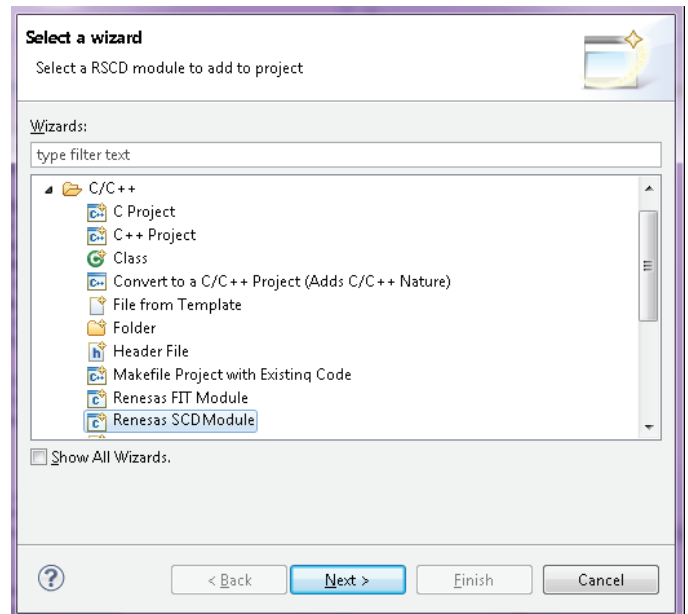 Select a wizard
Select a RSCD module to add to project
Wizards:
type filter text
C/C++
C Project
C++ Project
Class
Convert to a C/C++ Project (Adds C/C++ Nature)
File from Template
Folder
Header File
Makefile Project with Existing Code
Renesas FIT Module
Renesas SCD Module
Show All Wizards.
< Back Next > Finish Cancel